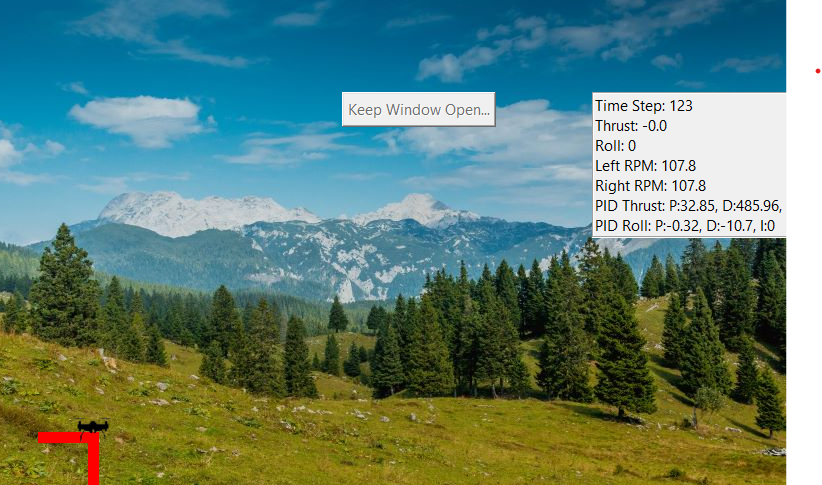 Keep Window Open...
Time Step: 123
Thrust: -0.0
Roll: 0
Left RPM: 107.8
Right RPM: 107.8
PID Thrust: P:32.85, D:485.96,
PID Roll: P:-0.32, D:-10.7, I:0